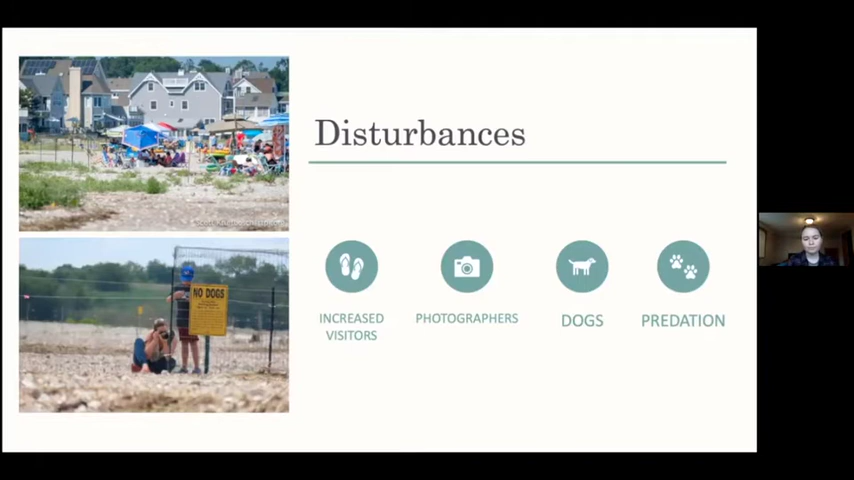 Disturbances
NO DOGS
INCREASED
VISITORS
PHOTOGRAPHERS
DOGS
PREDATION